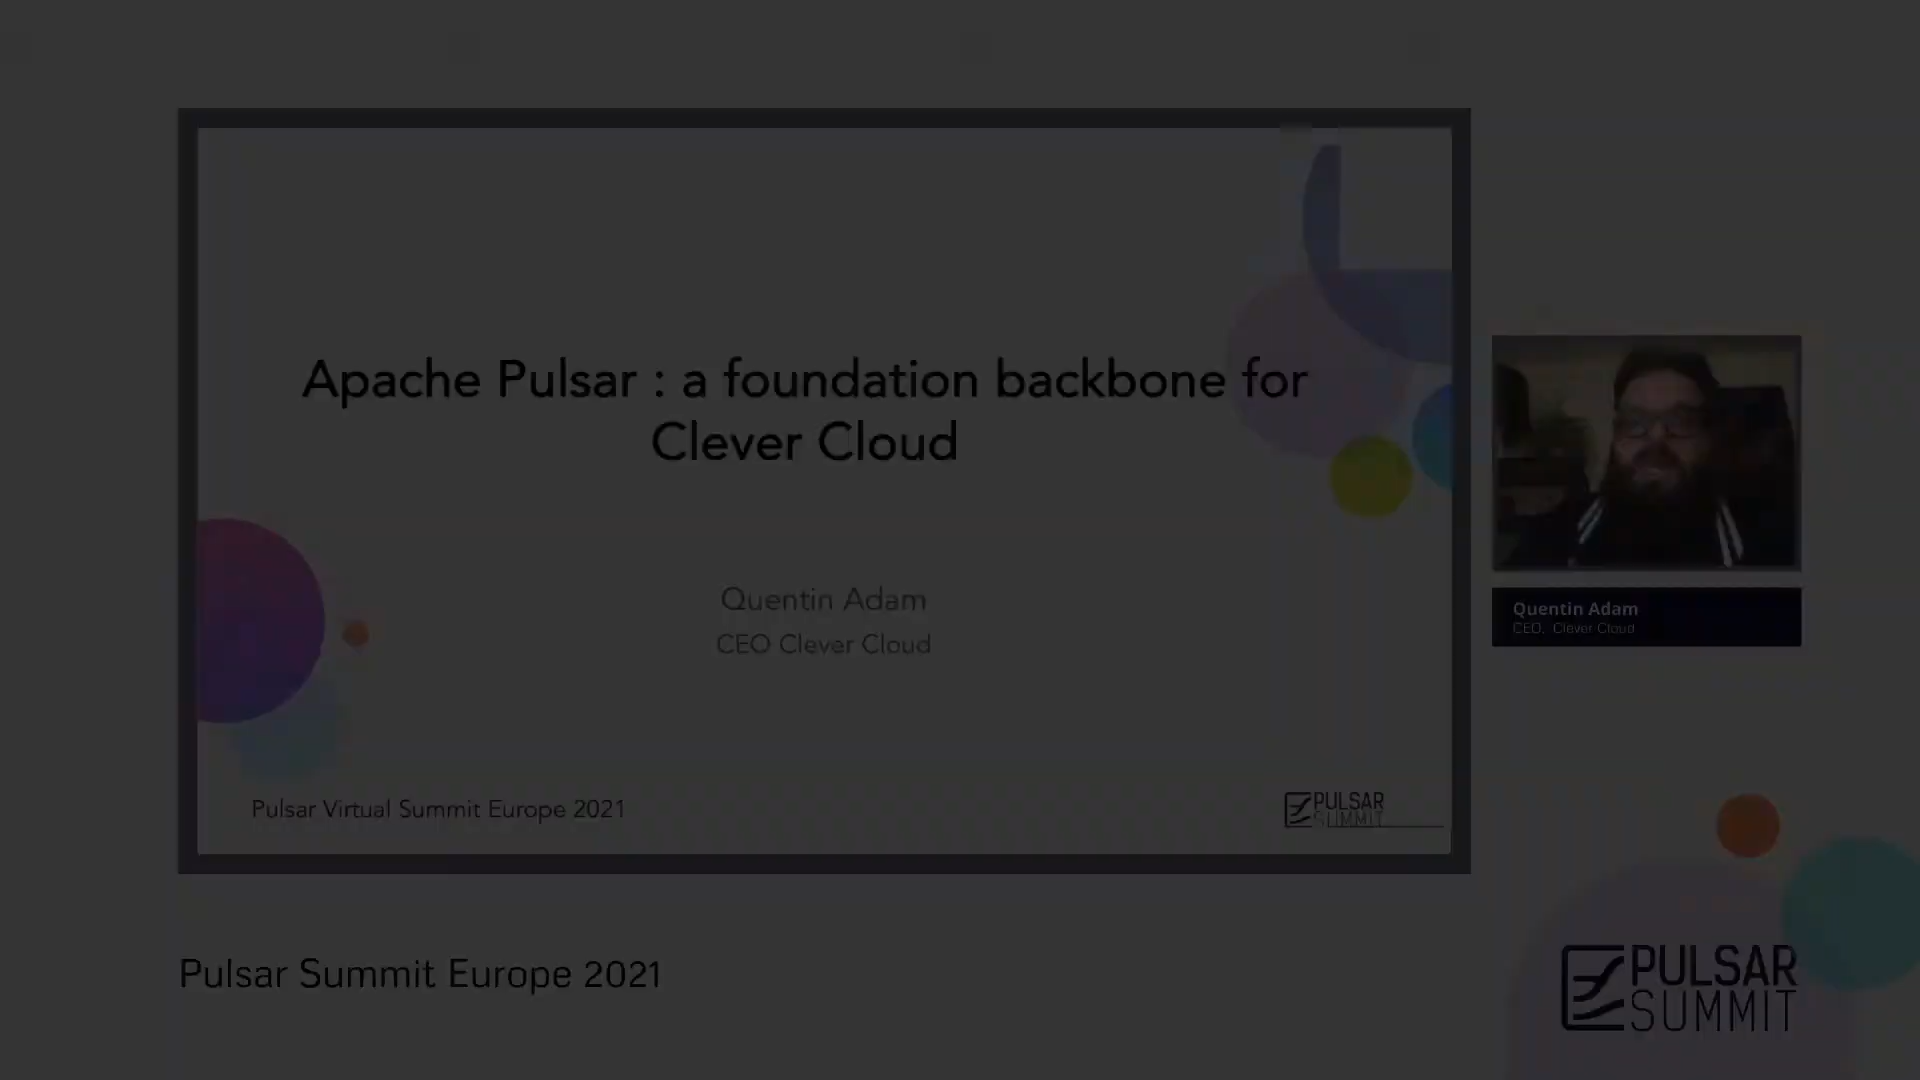 Apache Pulsar : a foundation backbone for
Clever Cloud
Quentin Adam
CEO Clever Cloud
Pulsar Virtual Summit Europe 2021
PULSAR
SUMMIT
Quentin Adam
CEO, Clever Cloud
Pulsar Summit Europe 2021
PULSAR
SUMMIT